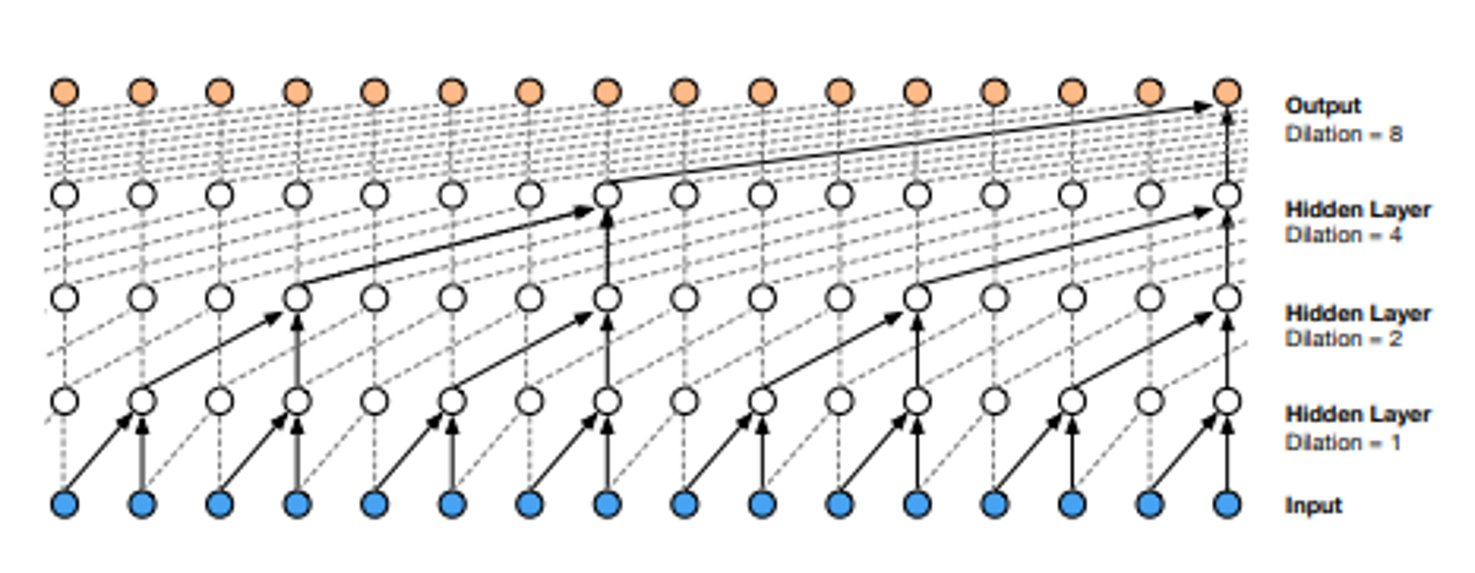 Output
Dilation = 8
Hidden Layer
Dilation = 4
Hidden Layer
Dilation = 2
Hidden Layer
Dilation = 1
Input